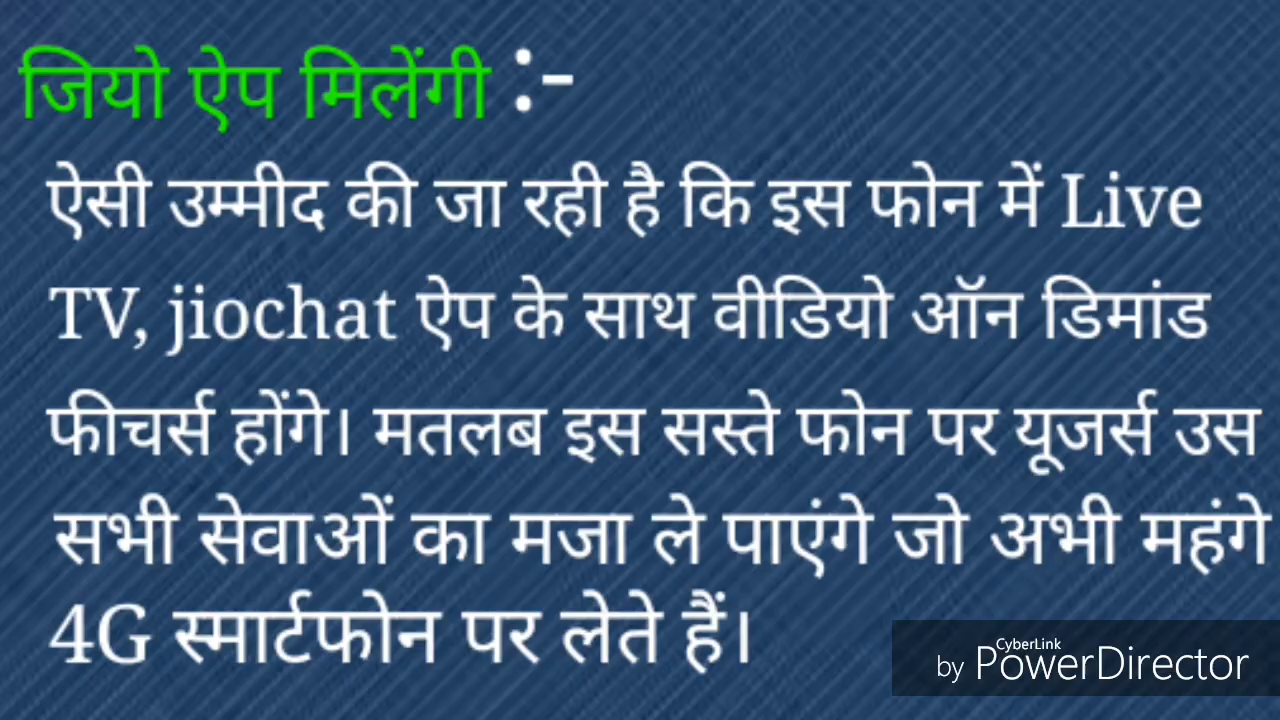 जियो ऐप मिलेंगी :-
ऐसी उम्मीद की जा रही है कि इस फोन में Live
TV, jiochat ऐप के साथ वीडियो ऑन डिमांड
फीचर्स होंगे। मतलब इस सस्ते फोन पर यूजर्स उस
सभी सेवाओं का मजा ले पाएंगे जो अभी महंगे
4G स्मार्टफोन पर लेते हैं।
by CyberLink PowerDirector